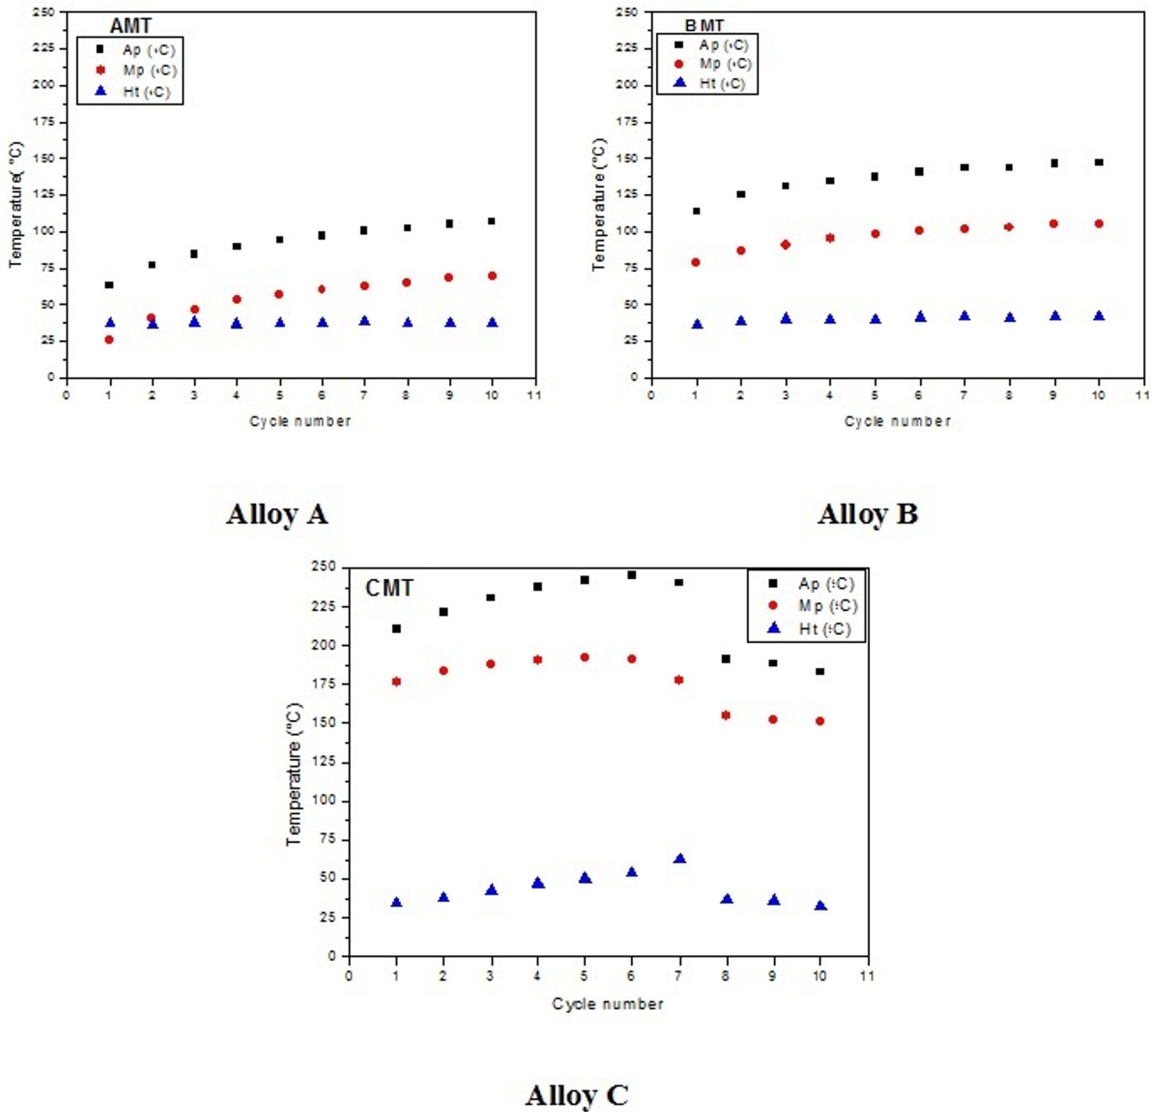 AMT
Ap (°C)
Mp (°C)
Ht (°C)
250
225
200
175
150
125
100
75
50
25
0
Temperature( °C)
0 1 2 3 4 5 6 7 8 9 10 11
Cycle number
Alloy A
BMT
Ap (°C)
Mp (°C)
Ht (°C)
250
225
200
175
150
125
100
75
50
25
0
Temperature (°C)
0 1 2 3 4 5 6 7 8 9 10 11
Cycle number
Alloy B
CMT
Ap (°C)
Mp (°C)
Ht (°C)
250
225
200
175
150
125
100
75
50
25
0
Temperature (°C)
0 1 2 3 4 5 6 7 8 9 10 11
Cycle number
Alloy C